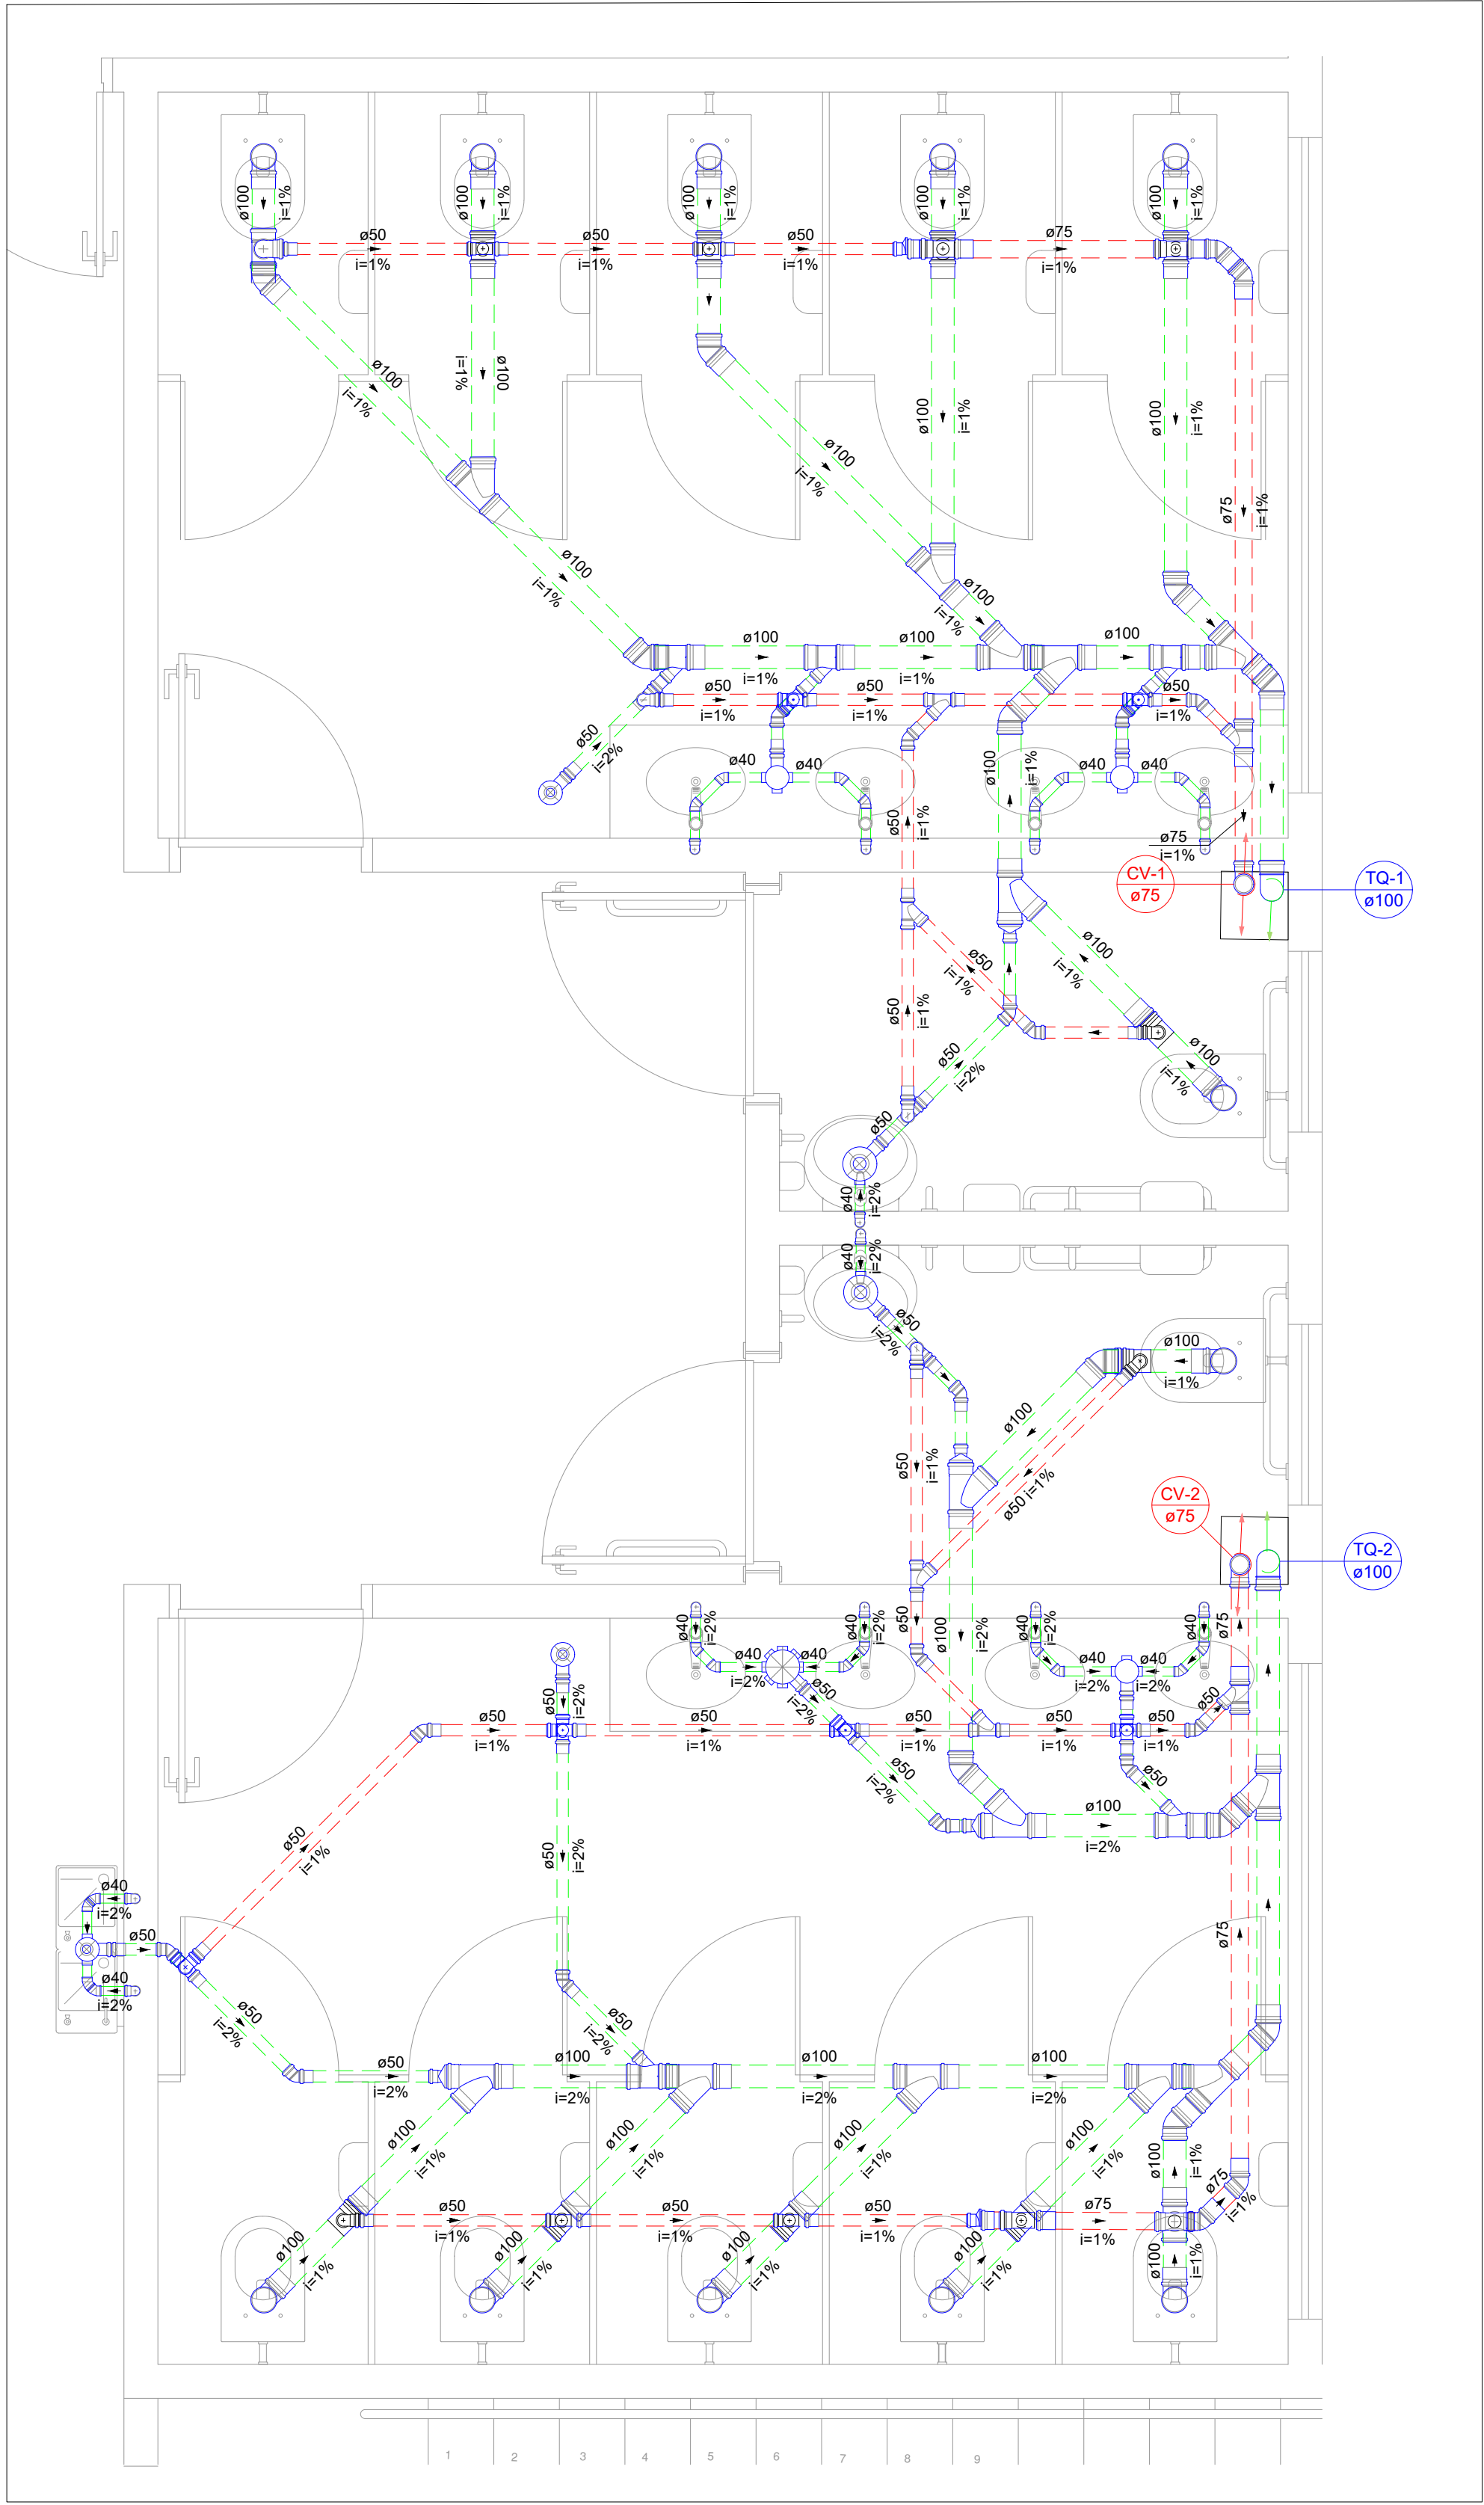 ø100 i=1% ø100 i=1% ø100 i=1% ø100 i=1% ø100 i=1%
ø50 ø50 ø50 ø75
i=1% i=1% i=1% i=1%
ø100 i=1% i=1% ø100 ø100 i=1% ø100 i=1% ø100 i=1%
ø75 i=1%
ø100 i=1% ø100 i=1%
ø100 ø100 ø100
i=1% i=1%
ø50 ø50 ø50
i=1% i=1% i=1%
ø50 i=2%
ø40 ø40 ø100 i=1% ø40 ø40
ø50 i=1%
ø75
i=1%
CV-1
ø75
TQ-1
ø100
ø100 i=1%
ø50 i=1%
ø50 i=1%
ø50 i=2%
ø100 i=1%
ø50
ø40 i=2%
ø40 i=2%
ø50 i=2%
ø100
i=1%
ø100
ø50 i=1%
ø50 i=1%
CV-2
ø75
TQ-2
ø100
ø40 i=2% ø40 i=2% ø50 ø100 i=2% ø40 i=2% ø40 ø75
ø40 ø40 ø40 ø40
i=2% i=2% i=2%
ø50 i=2% ø50 i=2% ø50
ø50 ø50 ø50 ø50 ø50
i=1% i=1% i=1% i=1% i=1%
ø50 i=2% ø50
ø100
i=2%
ø50 i=1%
ø50 i=2%
ø40
i=2%
ø50
ø75
ø40
i=2%
ø50 i=2%
ø50 i=2%
ø50 ø100 ø100 ø100
i=2% i=2% i=2% i=2%
ø100 i=1% ø100 i=1% ø100 i=1% ø100 i=1% ø100 i=1%
ø75 i=1%
ø50 ø50 ø50 ø75
i=1% i=1% i=1% i=1%
ø100 i=1% ø100 i=1% ø100 i=1% ø100 i=1% ø100 i=1%
1 2 3 4 5 6 7 8 9